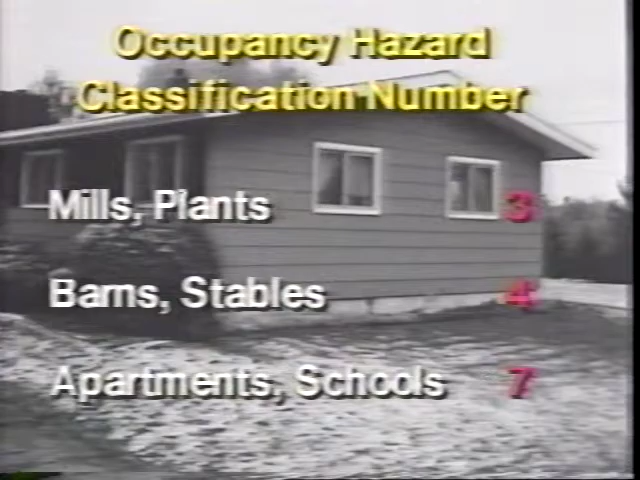 Occupancy Hazard
Classification Number
Mills, Plants 3
Barns, Stables 4
Apartments, Schools 7